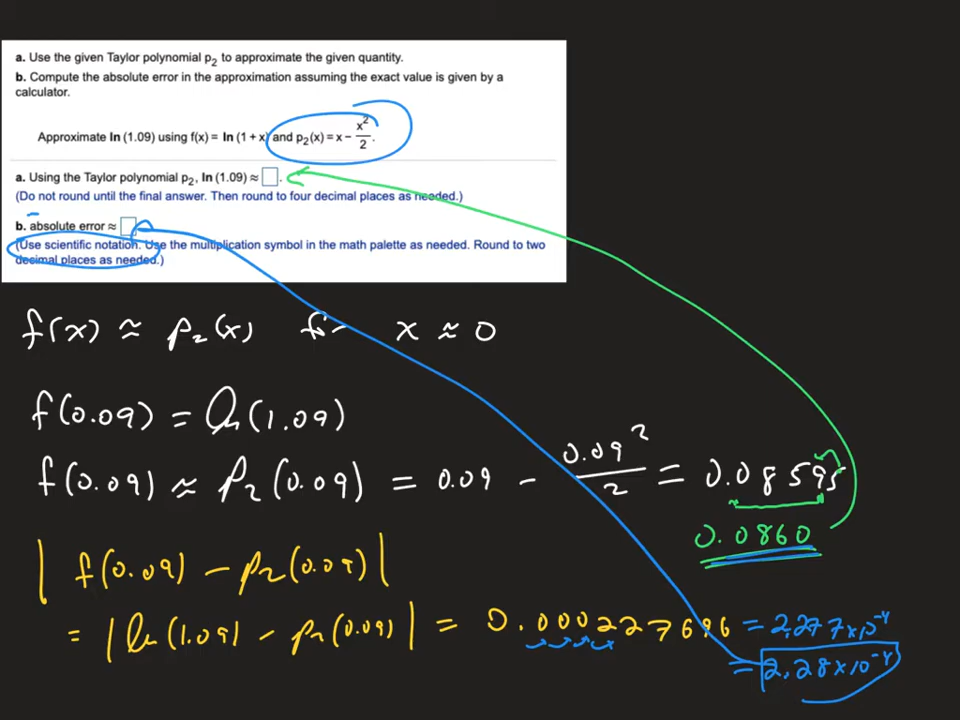 a. Use the given Taylor polynomial p₂ to approximate the given quantity.
b. Compute the absolute error in the approximation assuming the exact value is given by a
calculator.
Approximate ln (1.09) using f(x) = ln (1 + x) and p₂(x) = x − x²/2.
a. Using the Taylor polynomial p₂, ln (1.09) ≈ .
(Do not round until the final answer. Then round to four decimal places as needed.)
b. absolute error ≈
(Use scientific notation. Use the multiplication symbol in the math palette as needed. Round to two
decimal places as needed.)
f(x) ≈ p₂(x) for x ≈ 0
f(0.09) = ln(1.09)
f(0.09) ≈ p₂(0.09) = 0.09 − 0.09²/2 = 0.08595
0.0860
| f(0.09) − p₂(0.09) |
= | ln(1.09) − p₂(0.09) | = 0.000227696 = 2.277×10⁻⁴
= 2.28×10⁻⁴